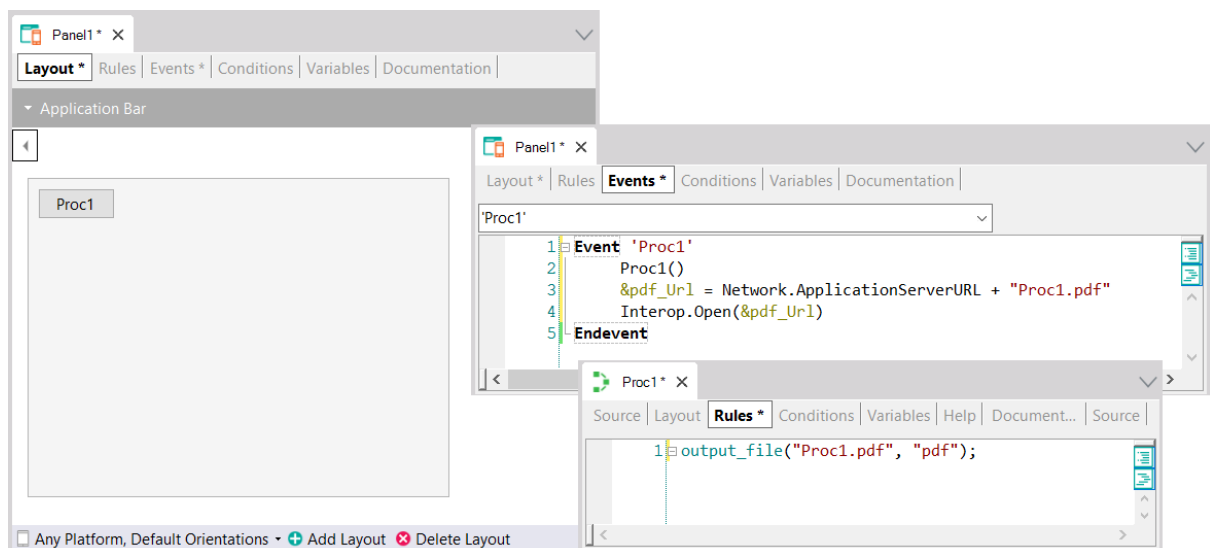 Panel1*
Layout * Rules Events * Conditions Variables Documentation
Application Bar
Proc1
Any Platform, Default Orientations Add Layout Delete Layout
Panel1*
Layout * Rules Events * Conditions Variables Documentation
'Proc1'
1 Event 'Proc1'
2 Proc1()
3 &pdf_Url = Network.ApplicationServerURL + "Proc1.pdf"
4 Interop.Open(&pdf_Url)
5 Endevent
Proc1*
Source Layout Rules * Conditions Variables Help Document... Source
1 output_file("Proc1.pdf", "pdf");